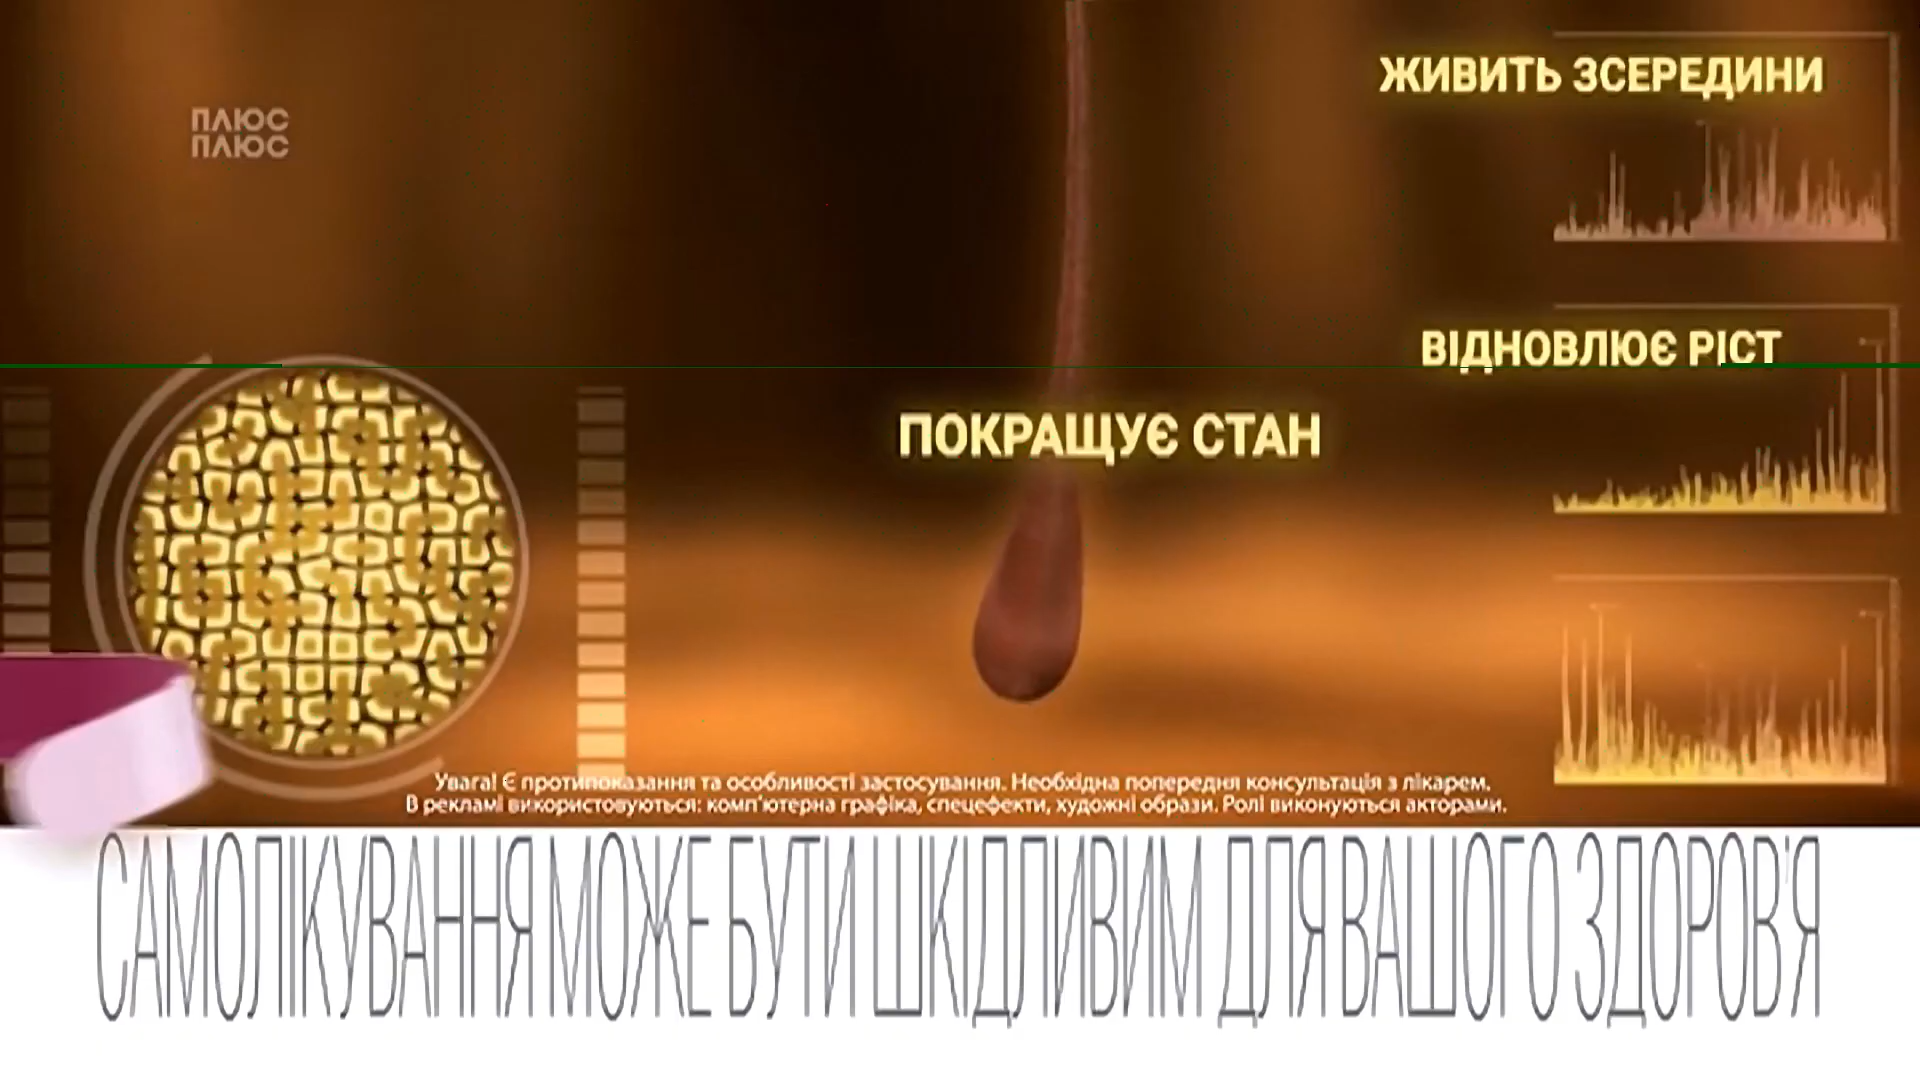 ПЛЮС
ПЛЮС
ЖИВИТЬ ЗСЕРЕДИНИ
ВІДНОВЛЮЄ РІСТ
ПОКРАЩУЄ СТАН
Увага! Є протипоказання та особливості застосування. Необхідна попередня консультація з лікарем.
В рекламі використовуються: комп'ютерна графіка, спецефекти, художні образи. Ролі виконуються акторами.
САМОЛІКУВАННЯ МОЖЕ БУТИ ШКІДЛИВИМ ДЛЯ ВАШОГО ЗДОРОВ'Я